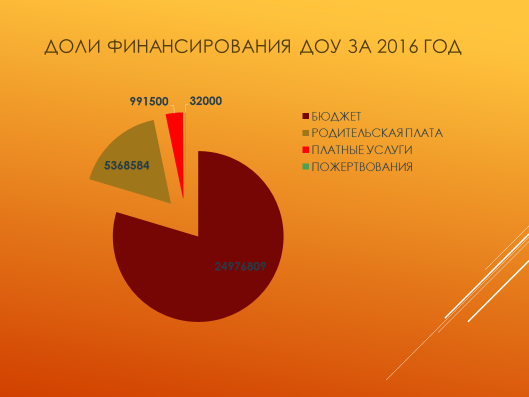 ДОЛИ ФИНАНСИРОВАНИЯ ДОУ ЗА 2016 ГОД
991500
32000
БЮДЖЕТ
РОДИТЕЛЬСКАЯ ПЛАТА
ПЛАТНЫЕ УСЛУГИ
ПОЖЕРТВОВАНИЯ
5368584
24976809